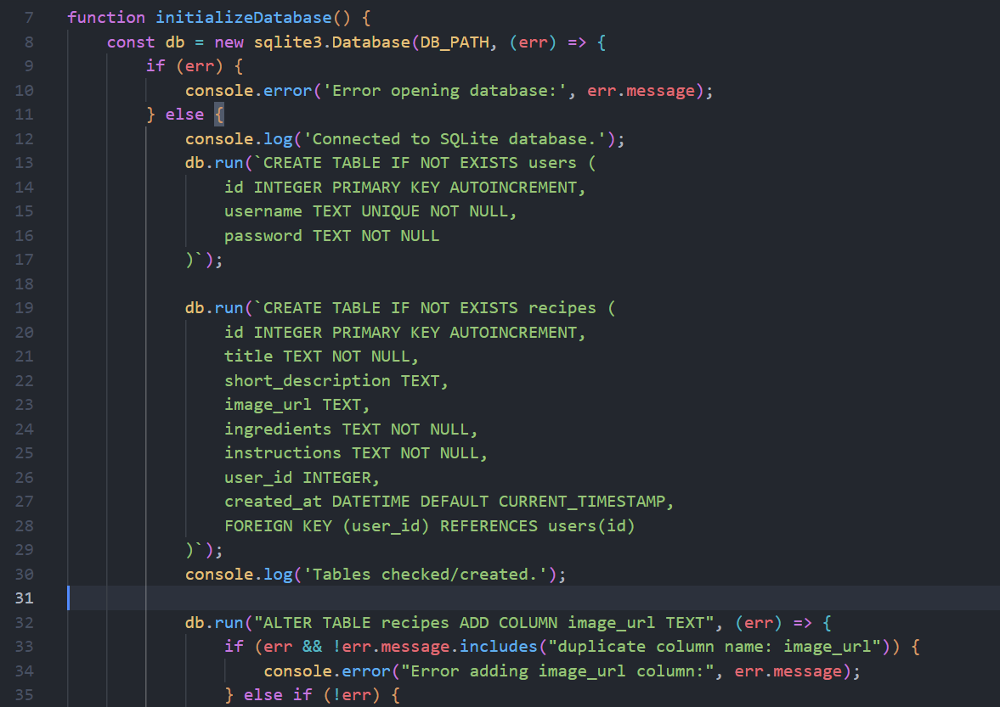 7 function initializeDatabase() {
8 const db = new sqlite3.Database(DB_PATH, (err) => {
9 if (err) {
10 console.error('Error opening database:', err.message);
11 } else {
12 console.log('Connected to SQLite database.');
13 db.run(`CREATE TABLE IF NOT EXISTS users (
14 id INTEGER PRIMARY KEY AUTOINCREMENT,
15 username TEXT UNIQUE NOT NULL,
16 password TEXT NOT NULL
17 )`);
18
19 db.run(`CREATE TABLE IF NOT EXISTS recipes (
20 id INTEGER PRIMARY KEY AUTOINCREMENT,
21 title TEXT NOT NULL,
22 short_description TEXT,
23 image_url TEXT,
24 ingredients TEXT NOT NULL,
25 instructions TEXT NOT NULL,
26 user_id INTEGER,
27 created_at DATETIME DEFAULT CURRENT_TIMESTAMP,
28 FOREIGN KEY (user_id) REFERENCES users(id)
29 )`);
30 console.log('Tables checked/created.');
31
32 db.run("ALTER TABLE recipes ADD COLUMN image_url TEXT", (err) => {
33 if (err && !err.message.includes("duplicate column name: image_url")) {
34 console.error("Error adding image_url column:", err.message);
35 } else if (!err) {